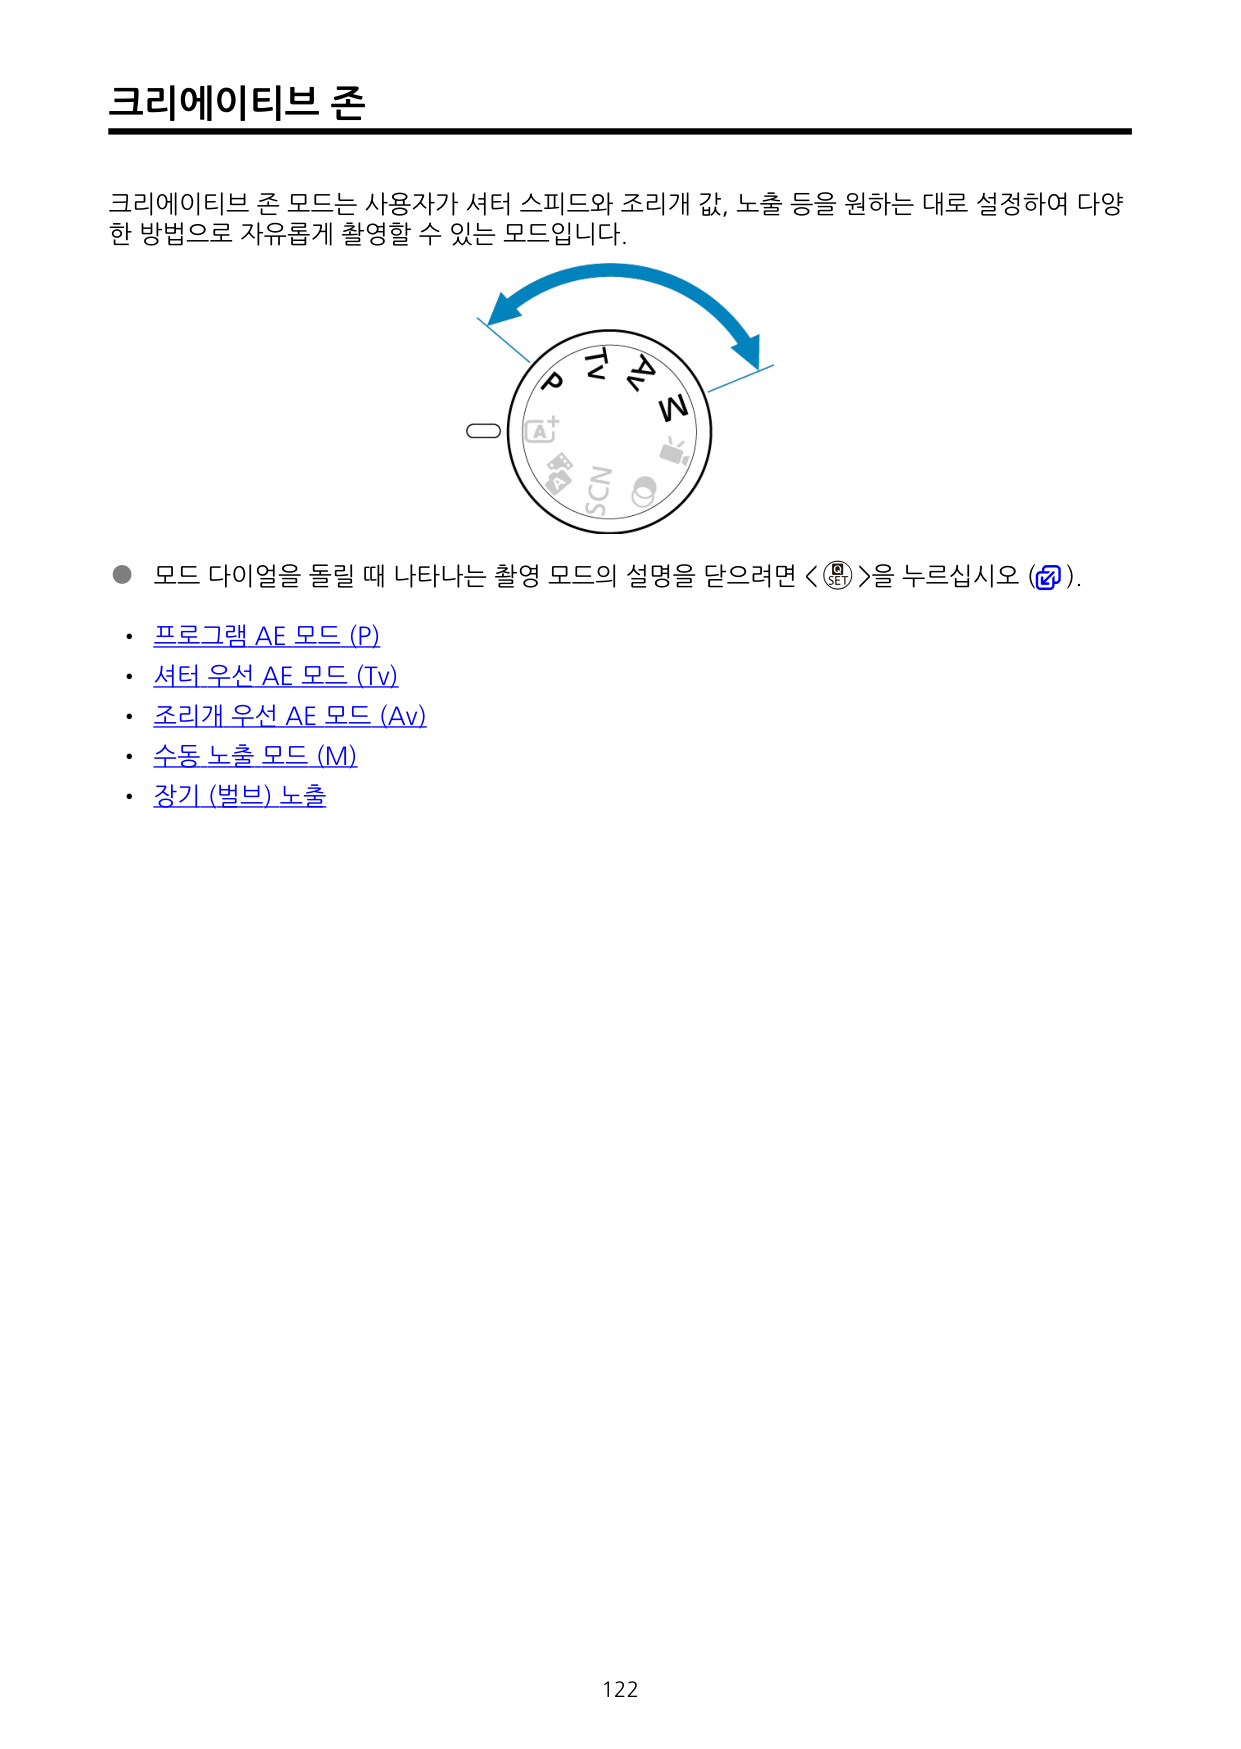 크리에이티브 존
크리에이티브 존 모드는 사용자가 셔터 스피드와 조리개 값, 노출 등을 원하는 대로 설정하여 다양
한 방법으로 자유롭게 촬영할 수 있는 모드입니다.
P
Tv
Av
M
A+
A
SCN
● 모드 다이얼을 돌릴 때 나타나는 촬영 모드의 설명을 닫으려면 <Q SET>을 누르십시오 ( ).
• 프로그램 AE 모드 (P)
• 셔터 우선 AE 모드 (Tv)
• 조리개 우선 AE 모드 (Av)
• 수동 노출 모드 (M)
• 장기 (벌브) 노출
122